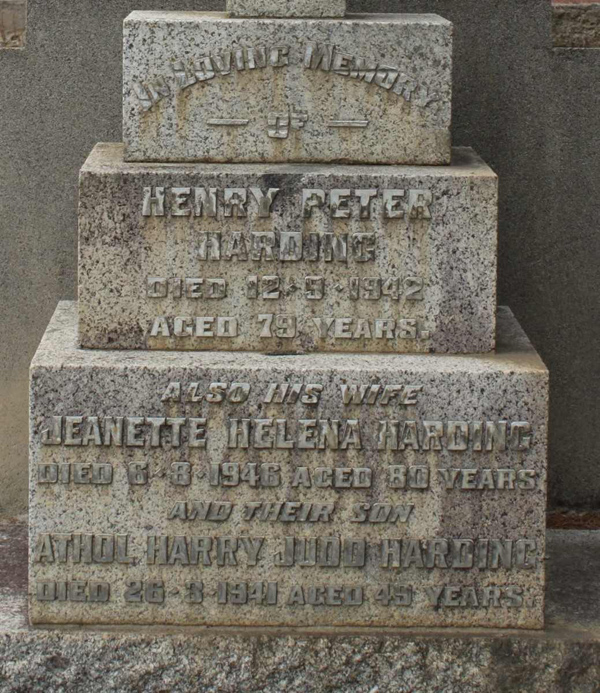 IN LOVING MEMORY
— OF —
HENRY PETER
HARDING
DIED 12·9·1942
AGED 79 YEARS.
ALSO HIS WIFE
JEANETTE HELENA HARDING
DIED 6·8·1946 AGED 80 YEARS
AND THEIR SON
ATHOL HARRY JUDD HARDING
DIED 26·3·1941 AGED 45 YEARS.